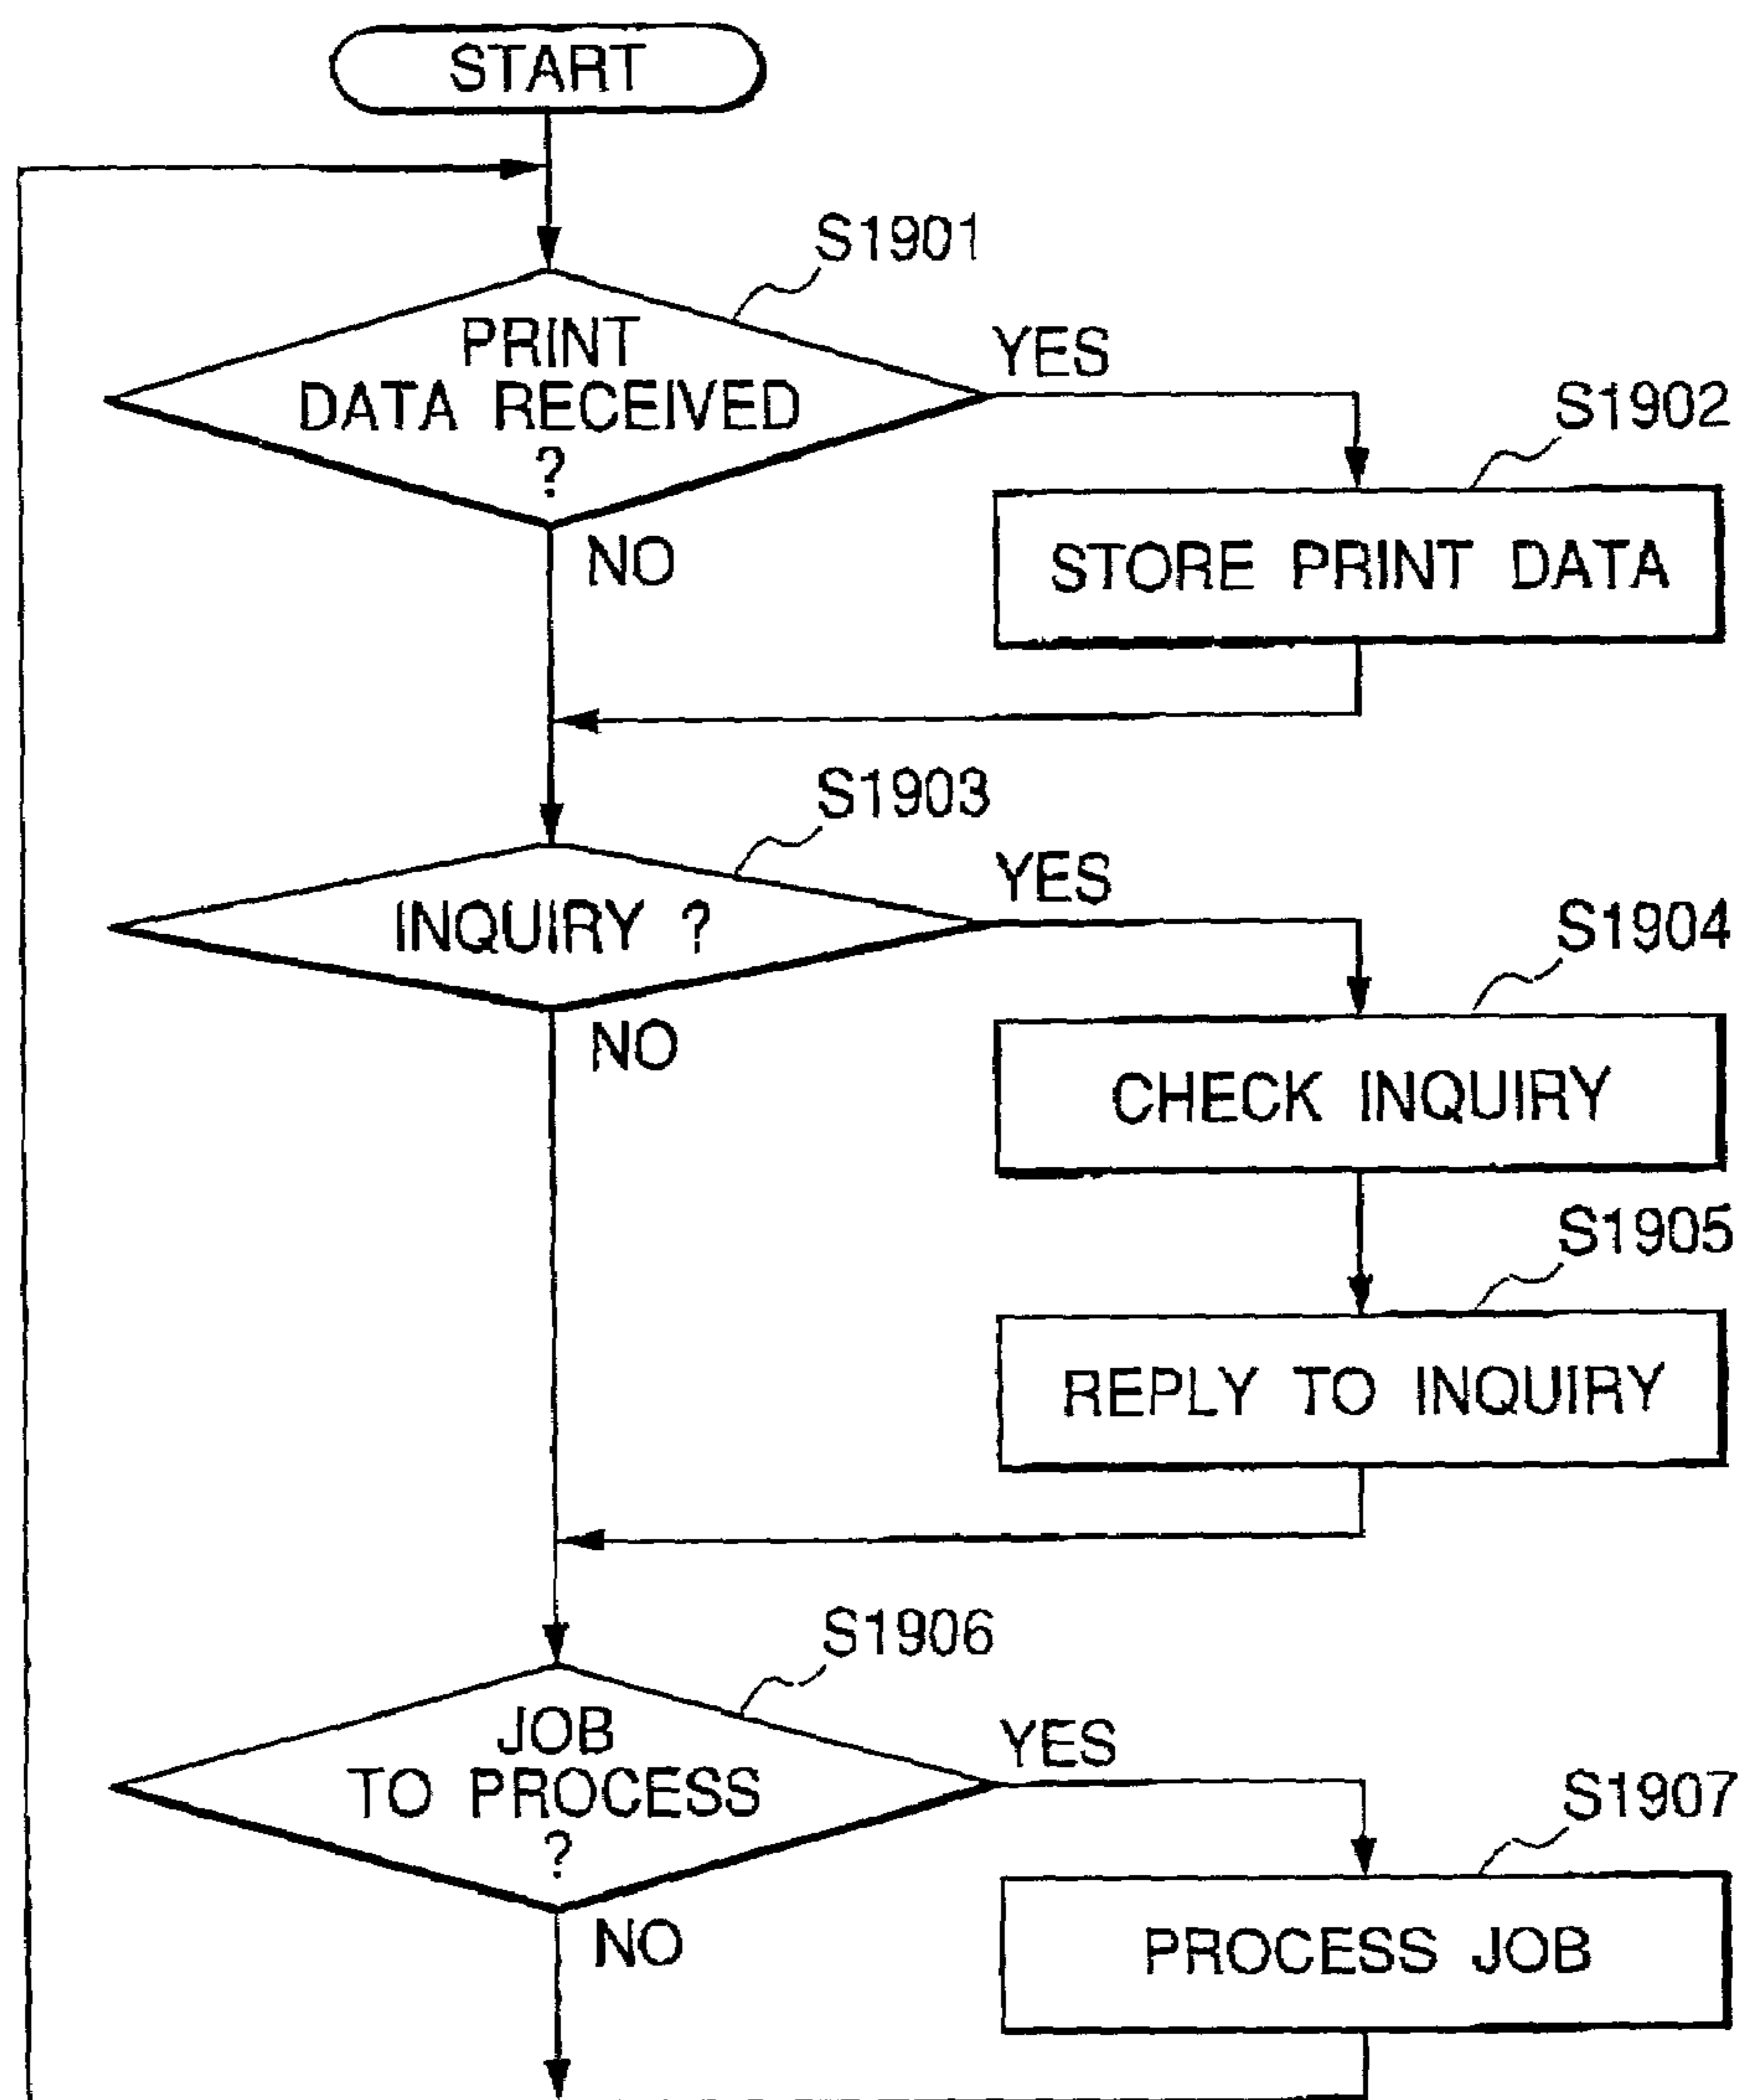 START
S1901
PRINT
DATA RECEIVED
?
YES
NO
S1902
STORE PRINT DATA
S1903
INQUIRY ?
YES
NO
S1904
CHECK INQUIRY
S1905
REPLY TO INQUIRY
S1906
JOB
TO PROCESS
?
YES
NO
S1907
PROCESS JOB